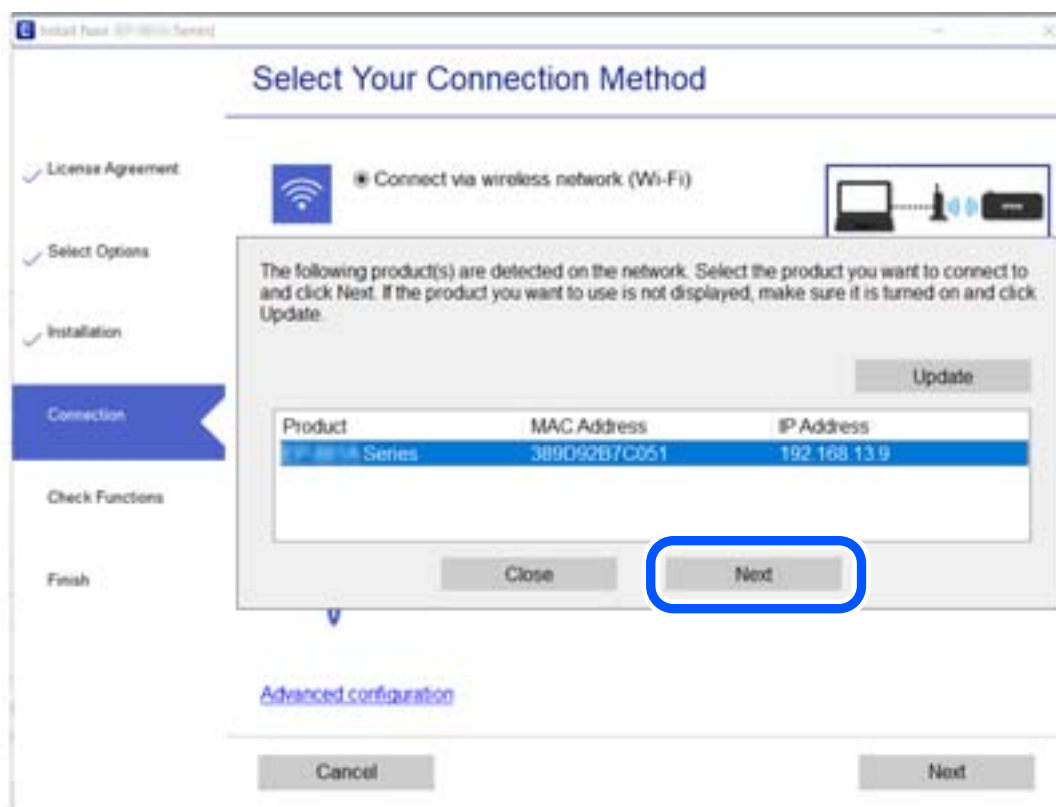 Select Your Connection Method
License Agreement
Select Options
Installation
Connection
Check Functions
Finish
Connect via wireless network (Wi-Fi)
The following product(s) are detected on the network. Select the product you want to connect to
and click Next. If the product you want to use is not displayed, make sure it is turned on and click
Update.
Update
Product MAC Address IP Address
Series 389D92B7C051 192.168.13.9
Close Next
Advanced configuration
Cancel Next